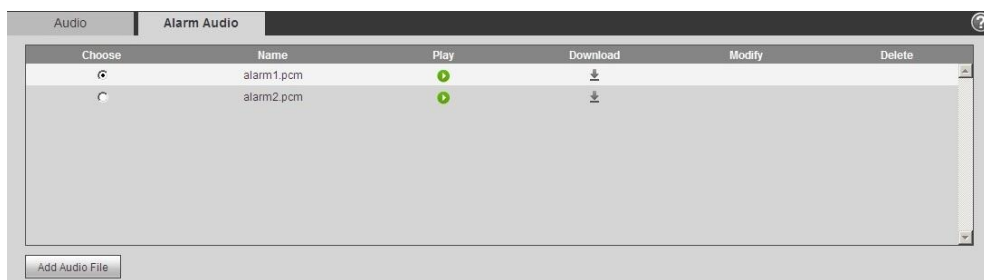 Audio Alarm Audio ?
Choose Name Play Download Modify Delete
alarm1.pcm
alarm2.pcm
Add Audio File